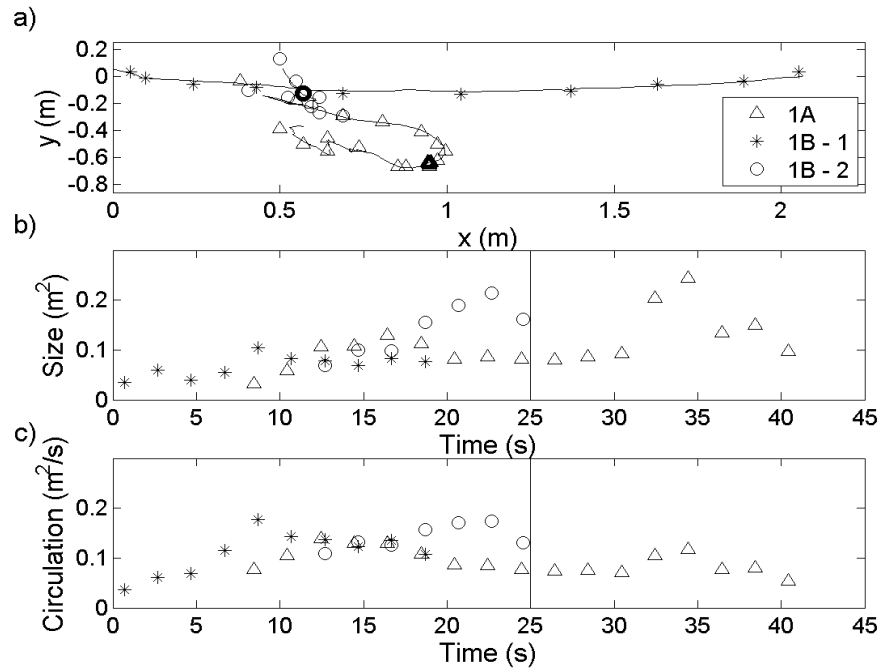 a)
0.2
0
-0.2
-0.4
-0.6
-0.8
y (m)
0 0.5 1 1.5 2
x (m)
1A
1B - 1
1B - 2
b)
0.2
0.1
0
Size (m²)
0 5 10 15 20 25 30 35 40 45
Time (s)
c)
0.2
0.1
0
Circulation (m²/s)
0 5 10 15 20 25 30 35 40 45
Time (s)